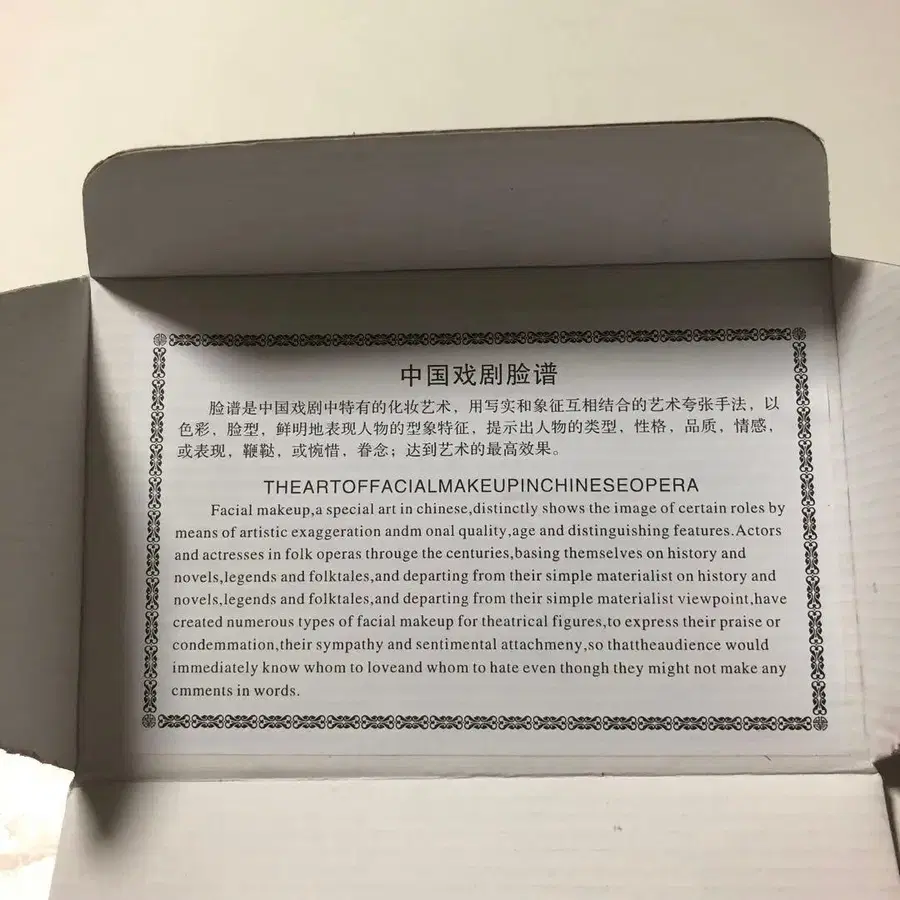 中国戏剧脸谱
脸谱是中国戏剧中特有的化妆艺术，用写实和象征互相结合的艺术夸张手法，以
色彩，脸型，鲜明地表现人物的型象特征，提示出人物的类型，性格，品质，情感，
或表现，鞭鞑，或惋惜，眷念；达到艺术的最高效果。
THEARTOFFACIALMAKEUPINCHINESEOPERA
Facial makeup,a special art in chinese,distinctly shows the image of certain roles by
means of artistic exaggeration andm onal quality,age and distinguishing features.Actors
and actresses in folk operas througe the centuries,basing themselves on history and
novels,legends and folktales,and departing from their simple materialist on history and
novels,legends and folktales,and departing from their simple materialist viewpoint,have
created numerous types of facial makeup for theatrical figures,to express their praise or
condemmation,their sympathy and sentimental attachmeny,so thattheaudience would
immediately know whom to loveand whom to hate even thongh they might not make any
cmments in words.